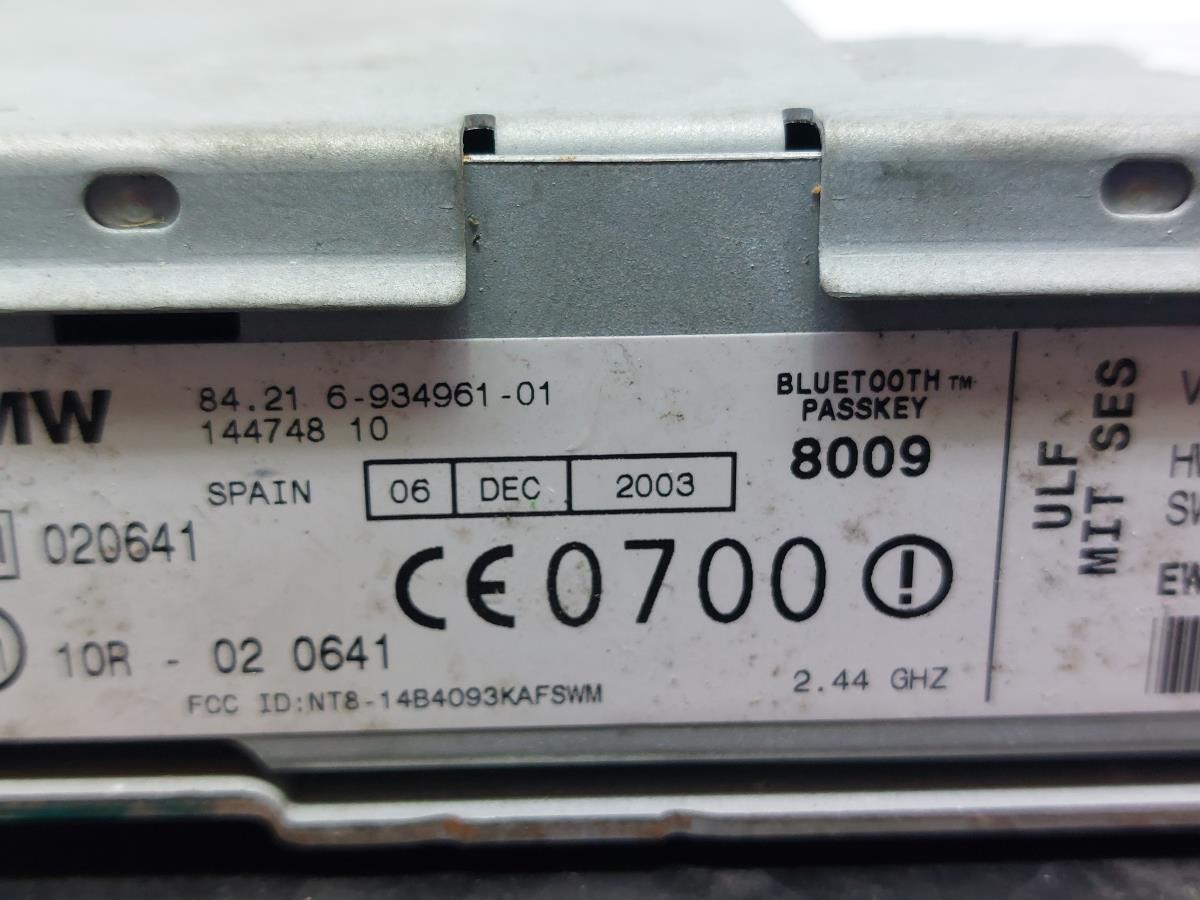 MW
84.21 6-934961-01
144748 10
SPAIN
06 DEC 2003
BLUETOOTH™
PASSKEY
8009
020641
CE0700
10R - 02 0641
FCC ID:NT8-14B4093KAFSWM
2.44 GHZ
ULF
MIT SES
EW